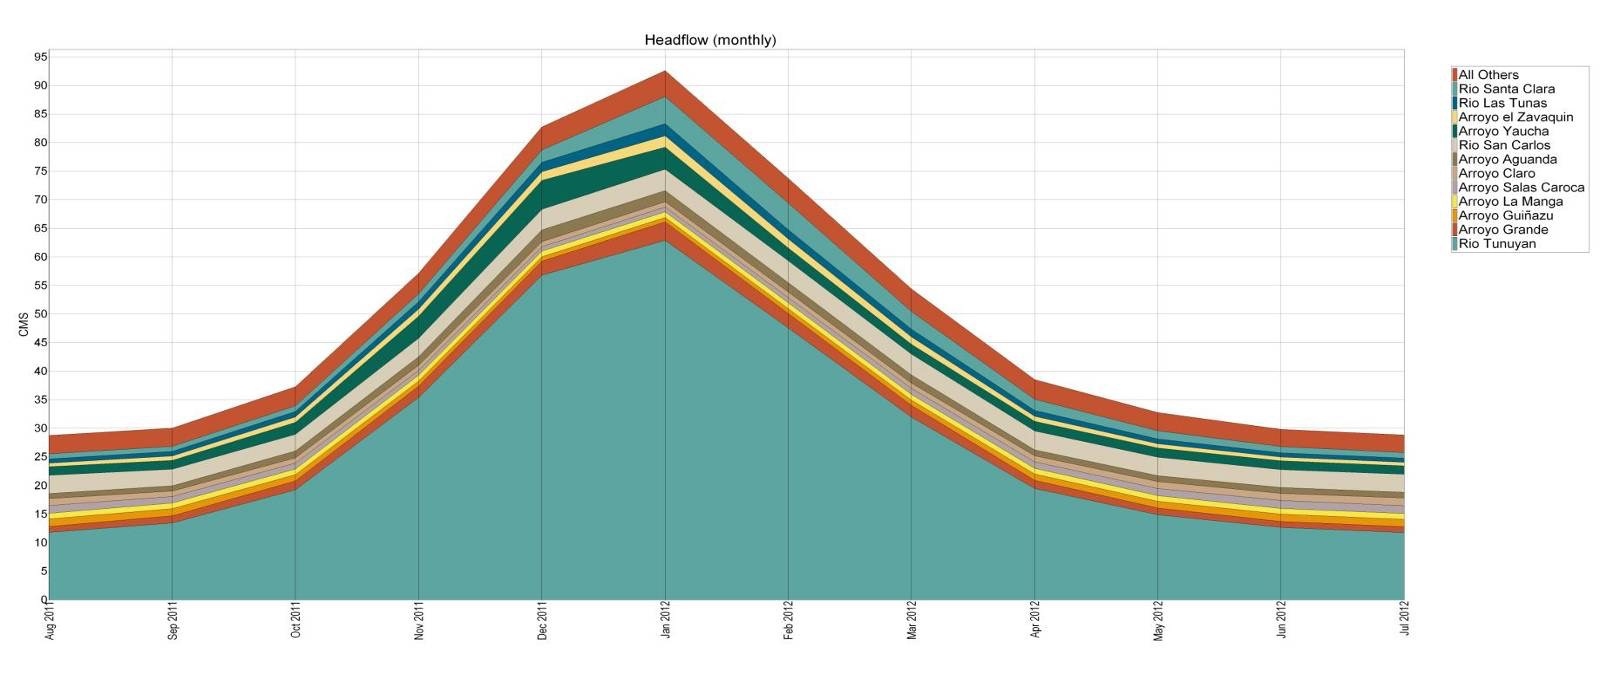 Headflow (monthly)
95
90
85
80
75
70
65
60
55
50
45
40
35
30
25
20
15
10
5
0
CMS
Aug 2011
Sep 2011
Oct 2011
Nov 2011
Dec 2011
Jan 2012
Feb 2012
Mar 2012
Apr 2012
May 2012
Jun 2012
Jul 2012
All Others
Rio Santa Clara
Rio Las Tunas
Arroyo el Zavaquin
Arroyo Yaucha
Rio San Carlos
Arroyo Aguanda
Arroyo Claro
Arroyo Salas Caroca
Arroyo La Manga
Arroyo Guiñazu
Arroyo Grande
Rio Tunuyan